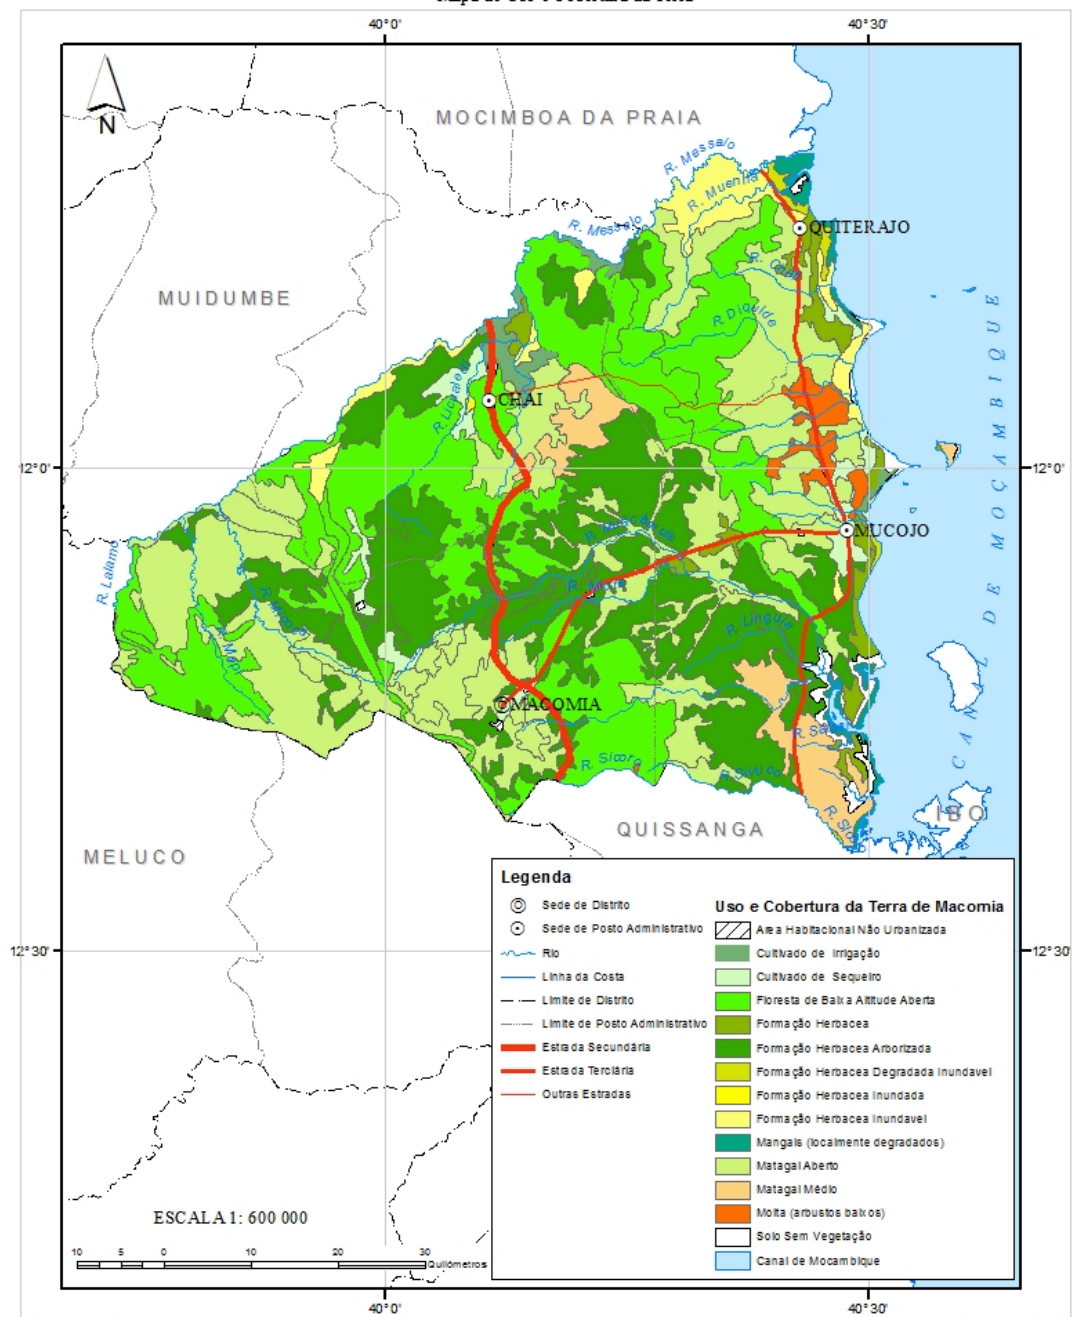 40°0'
40°30'
N
MOCIMBOA DA PRAIA
R. Messalo
R. Muenha
R. Messalo
QUITERAJO
MUIDUMBE
R. Diquide
CHAI
12°0'
12°0'
MUCOJO
R. Lingula
MACOMIA
R. Sicoro
QUISSANGA
MELUCO
IBO
CANAL DE MOÇAMBIQUE
Legenda
Sede de Distrito
Sede de Posto Administrativo
Rio
Linha da Costa
Limite de Distrito
Limite de Posto Administrativo
Estrada Secundária
Estrada Terciária
Outras Estradas
Uso e Cobertura da Terra de Macomia
Area Habitacional Não Urbanizada
Cultivado de Irrigação
Cultivado de Sequeiro
Floresta de Baixa Altitude Aberta
Formação Herbacea
Formação Herbacea Arborizada
Formação Herbacea Degradada Inundavel
Formação Herbacea Inundada
Formação Herbacea Inundavel
Mangais (localmente degradados)
Matagal Aberto
Matagal Médio
Moita (arbustos baixos)
Solo Sem Vegetação
Canal de Mocambique
12°30'
12°30'
ESCALA 1: 600 000
10 5 0 10 20 30
Quilómetros
40°0'
40°30'